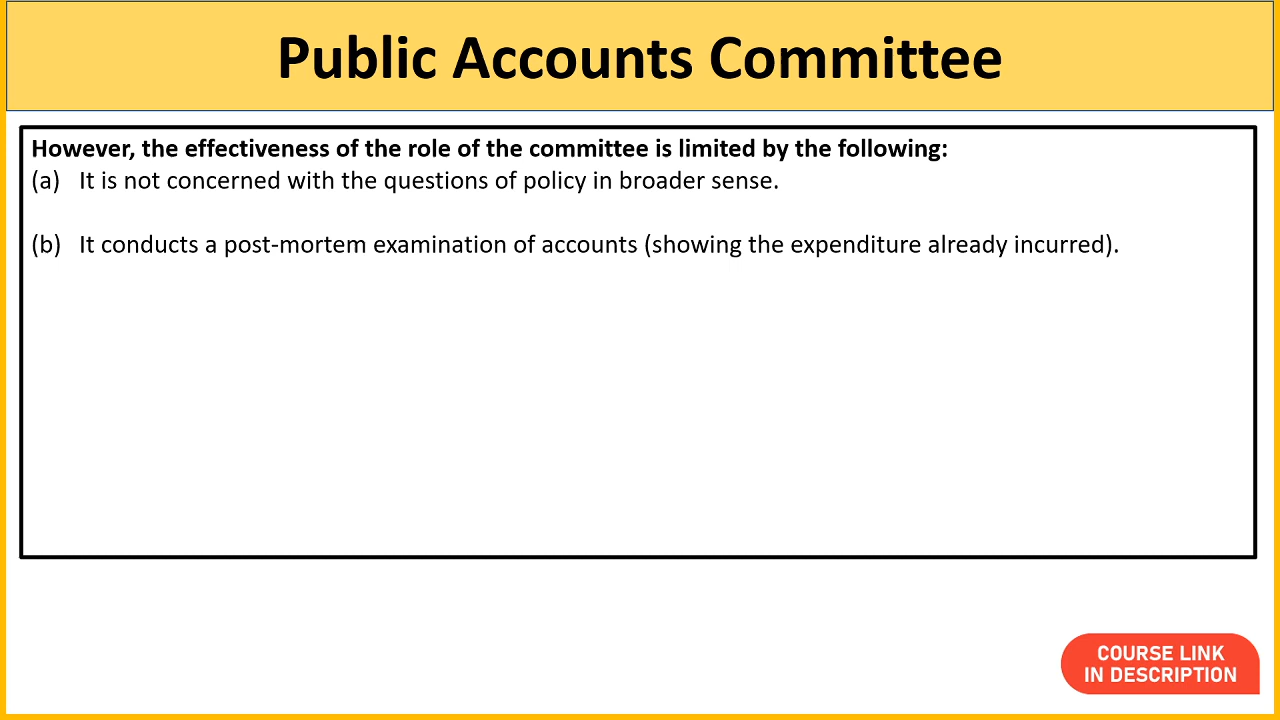 Public Accounts Committee
However, the effectiveness of the role of the committee is limited by the following:
(a) It is not concerned with the questions of policy in broader sense.
(b) It conducts a post-mortem examination of accounts (showing the expenditure already incurred).
COURSE LINK
IN DESCRIPTION